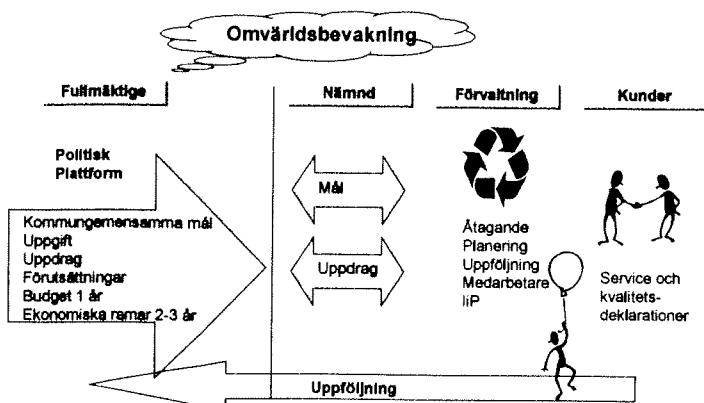 Omvärldsbevakning
Fullmäktige
Nämnd
Förvaltning
Kunder
Politisk
Plattform
Kommungemensamma mål
Uppgift
Uppdrag
Förutsättningar
Budget 1 år
Ekonomiska ramar 2-3 år
Mål
Uppdrag
Åtagande
Planering
Uppföljning
Medarbetare
IiP
Service och
kvalitets-
deklarationer
Uppföljning